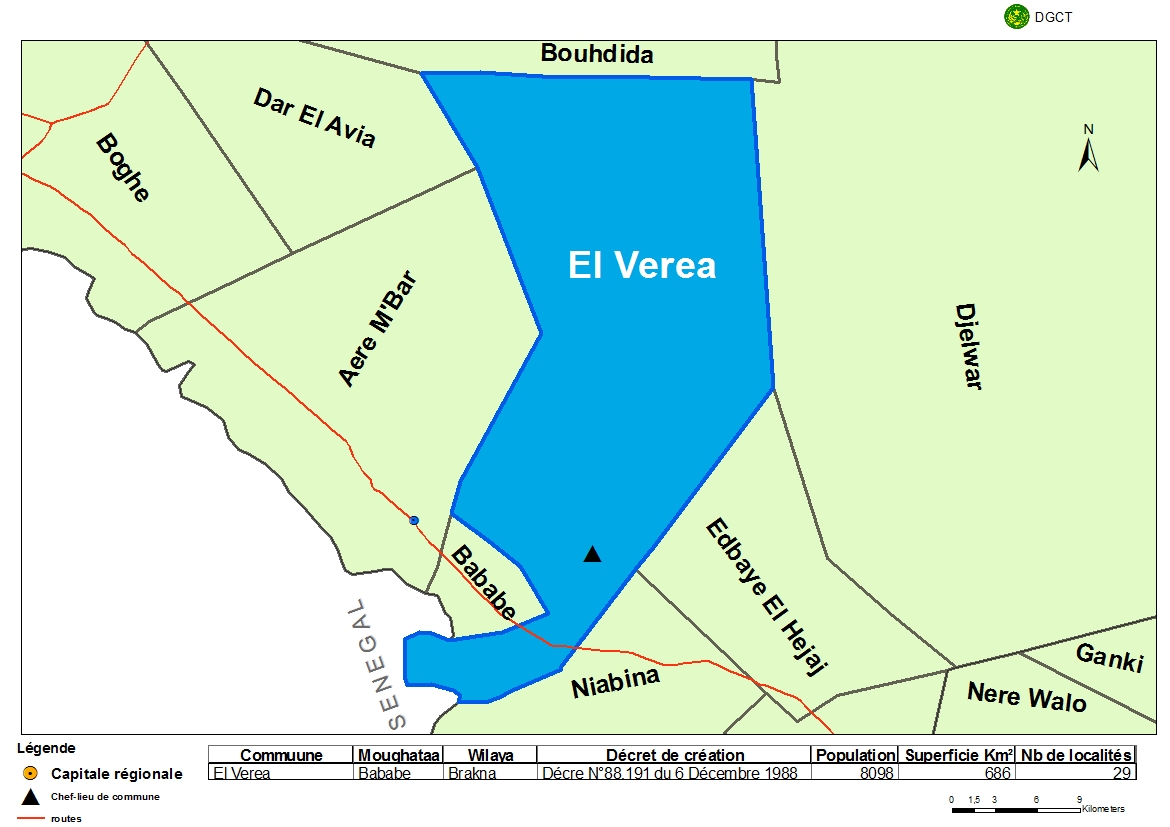 DGCT
Bouhdida
Dar El Avia
Boghe
N
El Verea
Aere M'Bar
Djelwar
Bababe
Edbaye El Hejaj
SENEGAL
Niabina
Ganki
Nere Walo
Légende
Capitale régionale
Chef-lieu de commune
routes
Commuune Moughataa Wilaya Décret de création Population Superficie Km² Nb de localités
El Verea Bababe Brakna Décre N°88.191 du 6 Décembre 1988 8098 686 29
0 1,5 3 6 9
Kilometers